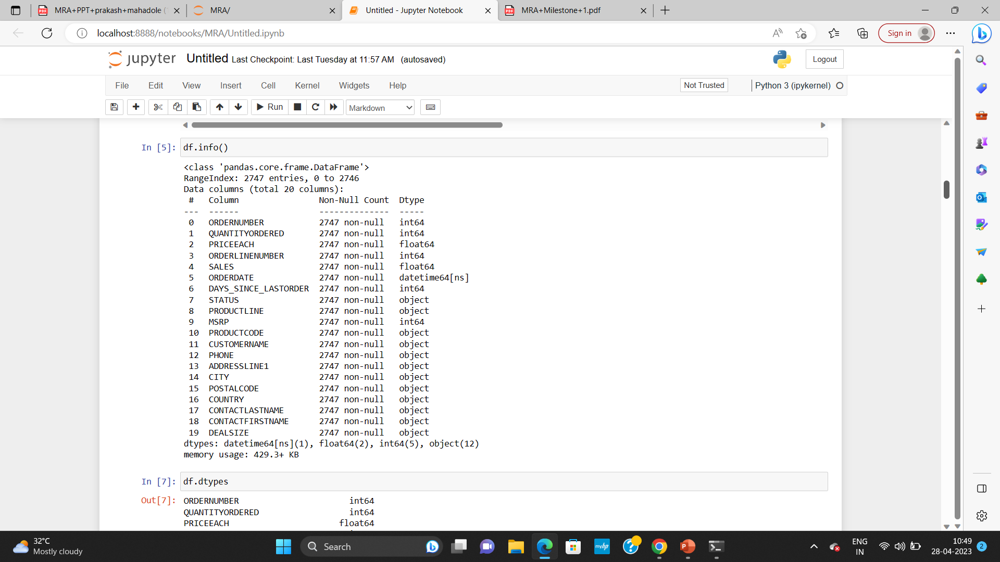 MRA+PPT+prakash+mahadole (
MRA/
Untitled - Jupyter Notebook
MRA+Milestone+1.pdf
localhost:8888/notebooks/MRA/Untitled.ipynb
Sign in
jupyter Untitled Last Checkpoint: Last Tuesday at 11:57 AM (autosaved)
Logout
File Edit View Insert Cell Kernel Widgets Help
Not Trusted
Python 3 (ipykernel)
Run
Markdown
In [5]: df.info()
<class 'pandas.core.frame.DataFrame'>
RangeIndex: 2747 entries, 0 to 2746
Data columns (total 20 columns):
# Column Non-Null Count Dtype
--- ------ -------------- -----
0 ORDERNUMBER 2747 non-null int64
1 QUANTITYORDERED 2747 non-null int64
2 PRICEEACH 2747 non-null float64
3 ORDERLINENUMBER 2747 non-null int64
4 SALES 2747 non-null float64
5 ORDERDATE 2747 non-null datetime64[ns]
6 DAYS_SINCE_LASTORDER 2747 non-null int64
7 STATUS 2747 non-null object
8 PRODUCTLINE 2747 non-null object
9 MSRP 2747 non-null int64
10 PRODUCTCODE 2747 non-null object
11 CUSTOMERNAME 2747 non-null object
12 PHONE 2747 non-null object
13 ADDRESSLINE1 2747 non-null object
14 CITY 2747 non-null object
15 POSTALCODE 2747 non-null object
16 COUNTRY 2747 non-null object
17 CONTACTLASTNAME 2747 non-null object
18 CONTACTFIRSTNAME 2747 non-null object
19 DEALSIZE 2747 non-null object
dtypes: datetime64[ns](1), float64(2), int64(5), object(12)
memory usage: 429.3+ KB
In [7]: df.dtypes
Out[7]: ORDERNUMBER int64
QUANTITYORDERED int64
PRICEEACH float64
32°C
Mostly cloudy
Search
ENG
IN
10:49
28-04-2023
2